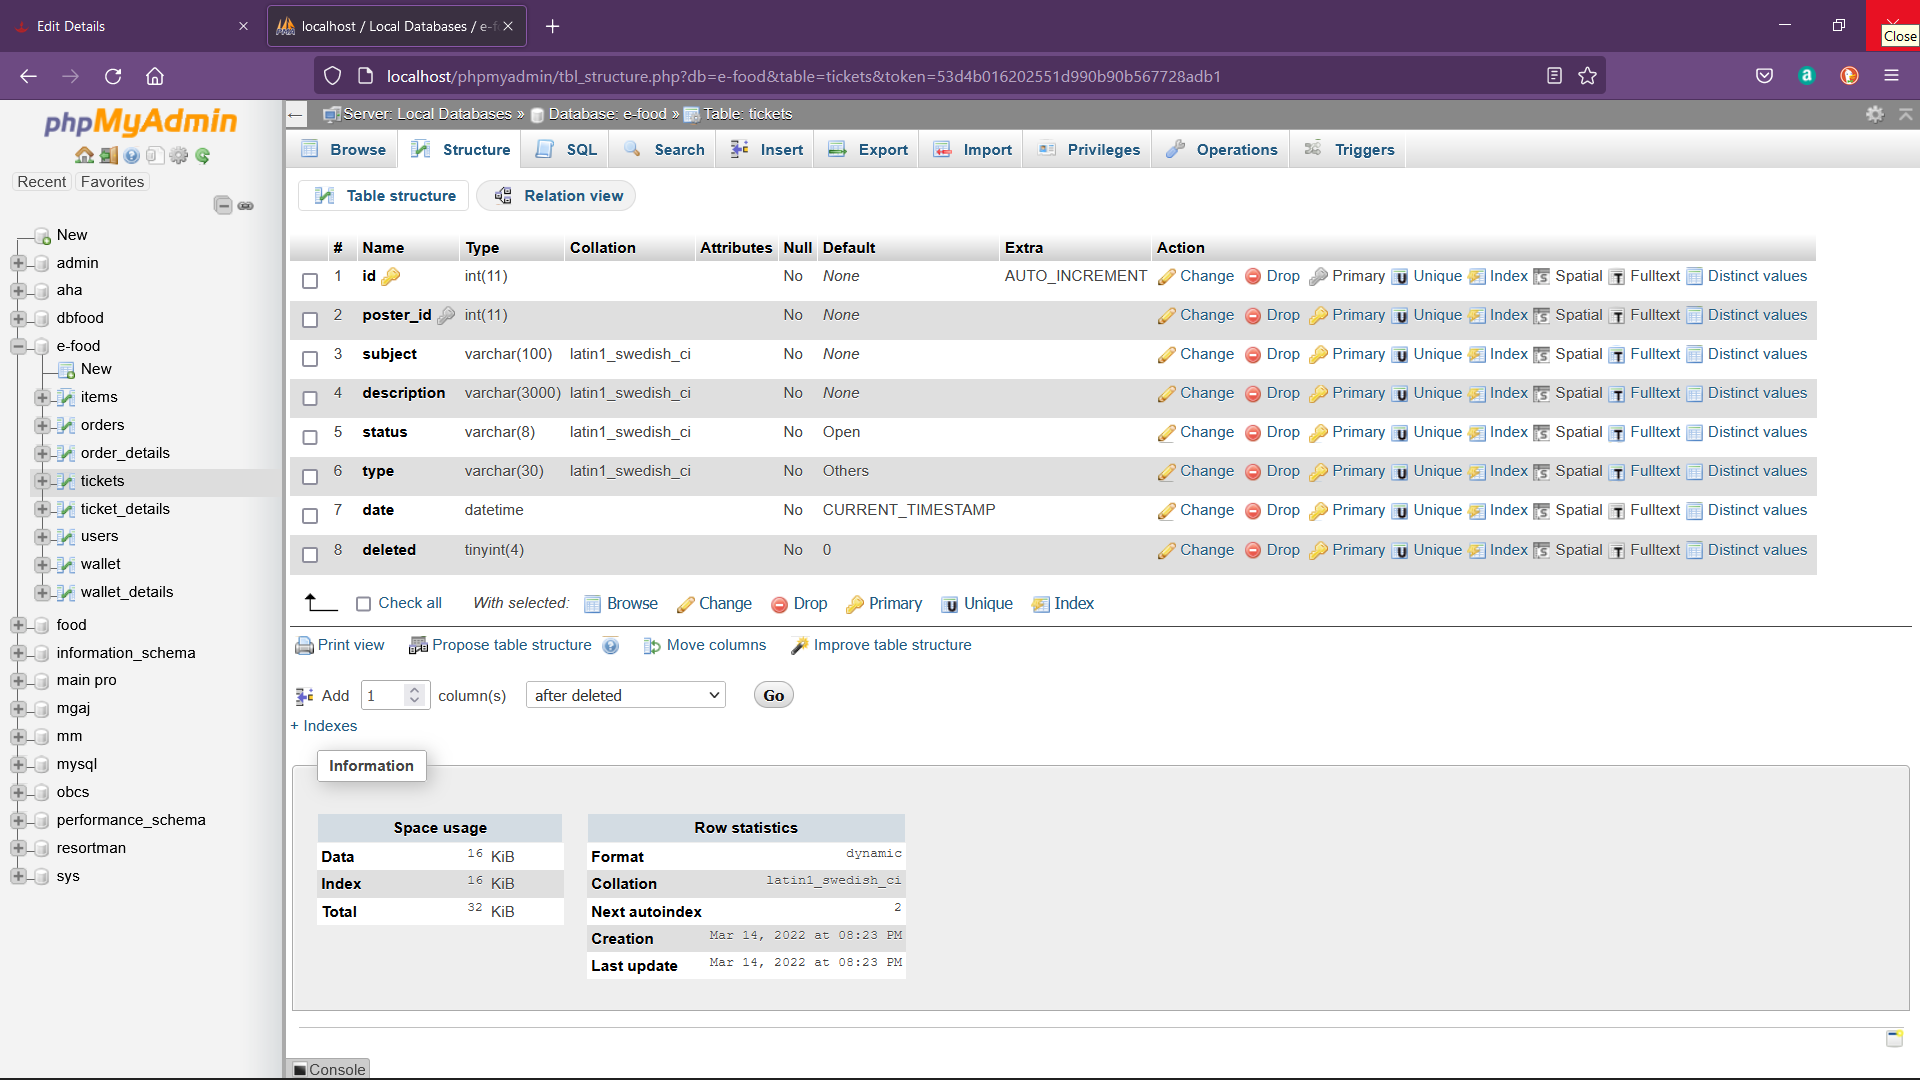 Edit Details
localhost / Local Databases / e-f
Close
localhost/phpmyadmin/tbl_structure.php?db=e-food&table=tickets&token=53d4b016202551d990b90b567728adb1
phpMyAdmin
Recent Favorites
New
admin
aha
dbfood
e-food
New
items
orders
order_details
tickets
ticket_details
users
wallet
wallet_details
food
information_schema
main pro
mgaj
mm
mysql
obcs
performance_schema
resortman
sys
Server: Local Databases » Database: e-food » Table: tickets
Browse Structure SQL Search Insert Export Import Privileges Operations Triggers
Table structure Relation view
# Name Type Collation Attributes Null Default Extra Action
1 id int(11) No None AUTO_INCREMENT Change Drop Primary Unique Index Spatial Fulltext Distinct values
2 poster_id int(11) No None Change Drop Primary Unique Index Spatial Fulltext Distinct values
3 subject varchar(100) latin1_swedish_ci No None Change Drop Primary Unique Index Spatial Fulltext Distinct values
4 description varchar(3000) latin1_swedish_ci No None Change Drop Primary Unique Index Spatial Fulltext Distinct values
5 status varchar(8) latin1_swedish_ci No Open Change Drop Primary Unique Index Spatial Fulltext Distinct values
6 type varchar(30) latin1_swedish_ci No Others Change Drop Primary Unique Index Spatial Fulltext Distinct values
7 date datetime No CURRENT_TIMESTAMP Change Drop Primary Unique Index Spatial Fulltext Distinct values
8 deleted tinyint(4) No 0 Change Drop Primary Unique Index Spatial Fulltext Distinct values
Check all With selected: Browse Change Drop Primary Unique Index
Print view Propose table structure Move columns Improve table structure
Add 1 column(s) after deleted Go
+ Indexes
Information
Space usage
Data 16 KiB
Index 16 KiB
Total 32 KiB
Row statistics
Format dynamic
Collation latin1_swedish_ci
Next autoindex 2
Creation Mar 14, 2022 at 08:23 PM
Last update Mar 14, 2022 at 08:23 PM
Console